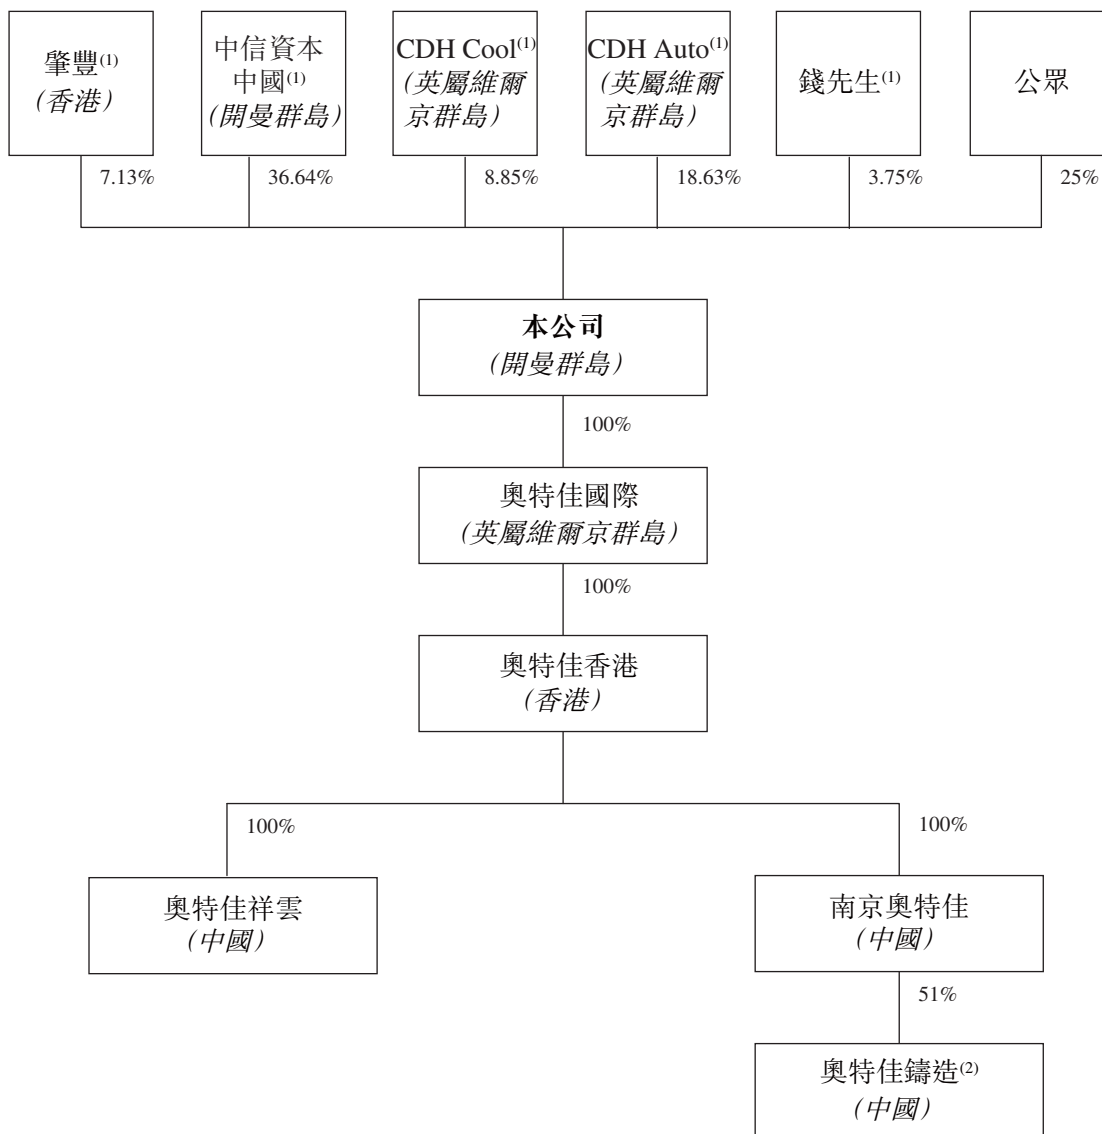 肇豐(1)
(香港)
中信資本
中國(1)
(開曼群島)
CDH Cool(1)
(英屬維爾
京群島)
CDH Auto(1)
(英屬維爾
京群島)
錢先生(1)
公眾
7.13%
36.64%
8.85%
18.63%
3.75%
25%
本公司
(開曼群島)
100%
奧特佳國際
(英屬維爾京群島)
100%
奧特佳香港
(香港)
100%
100%
奧特佳祥雲
(中國)
南京奧特佳
(中國)
51%
奧特佳鑄造(2)
(中國)